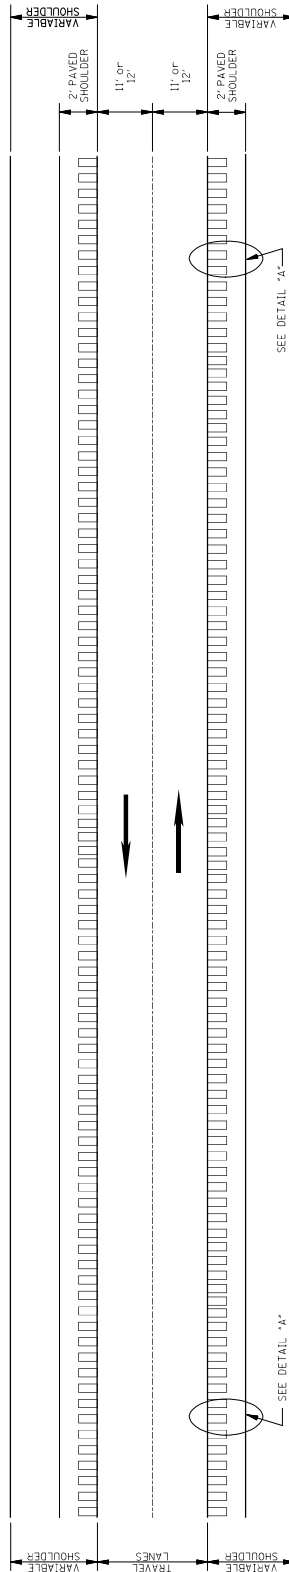 VARIABLE
SHOULDER
VARIABLE
SHOULDER
2' PAVED
SHOULDER
11' or
12'
11' or
12'
2' PAVED
SHOULDER
SEE DETAIL "A"
SEE DETAIL "A"
VARIABLE
SHOULDER
TRAVEL
LANES
VARIABLE
SHOULDER